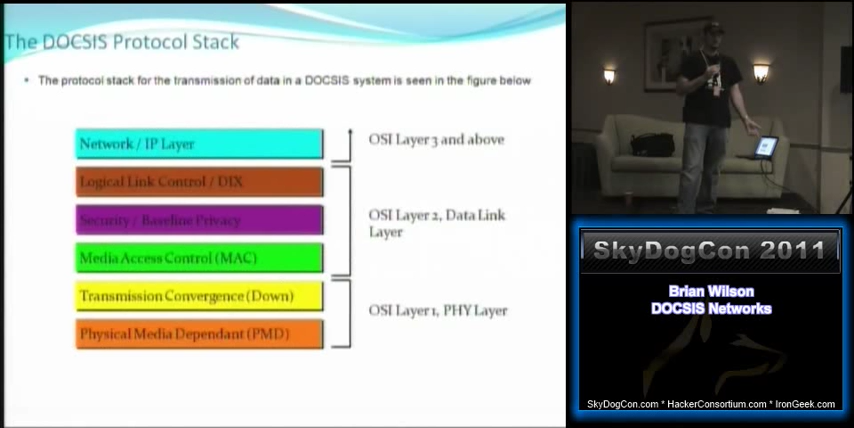 The DOCSIS Protocol Stack
• The protocol stack for the transmission of data in a DOCSIS system is seen in the figure below
Network / IP Layer
OSI Layer 3 and above
Logical Link Control / DIX
Security / Baseline Privacy
OSI Layer 2, Data Link
Layer
Media Access Control (MAC)
Transmission Convergence (Down)
OSI Layer 1, PHY Layer
Physical Media Dependant (PMD)
SkyDogCon 2011
Brian Wilson
DOCSIS Networks
SkyDogCon.com * HackerConsortium.com * IronGeek.com